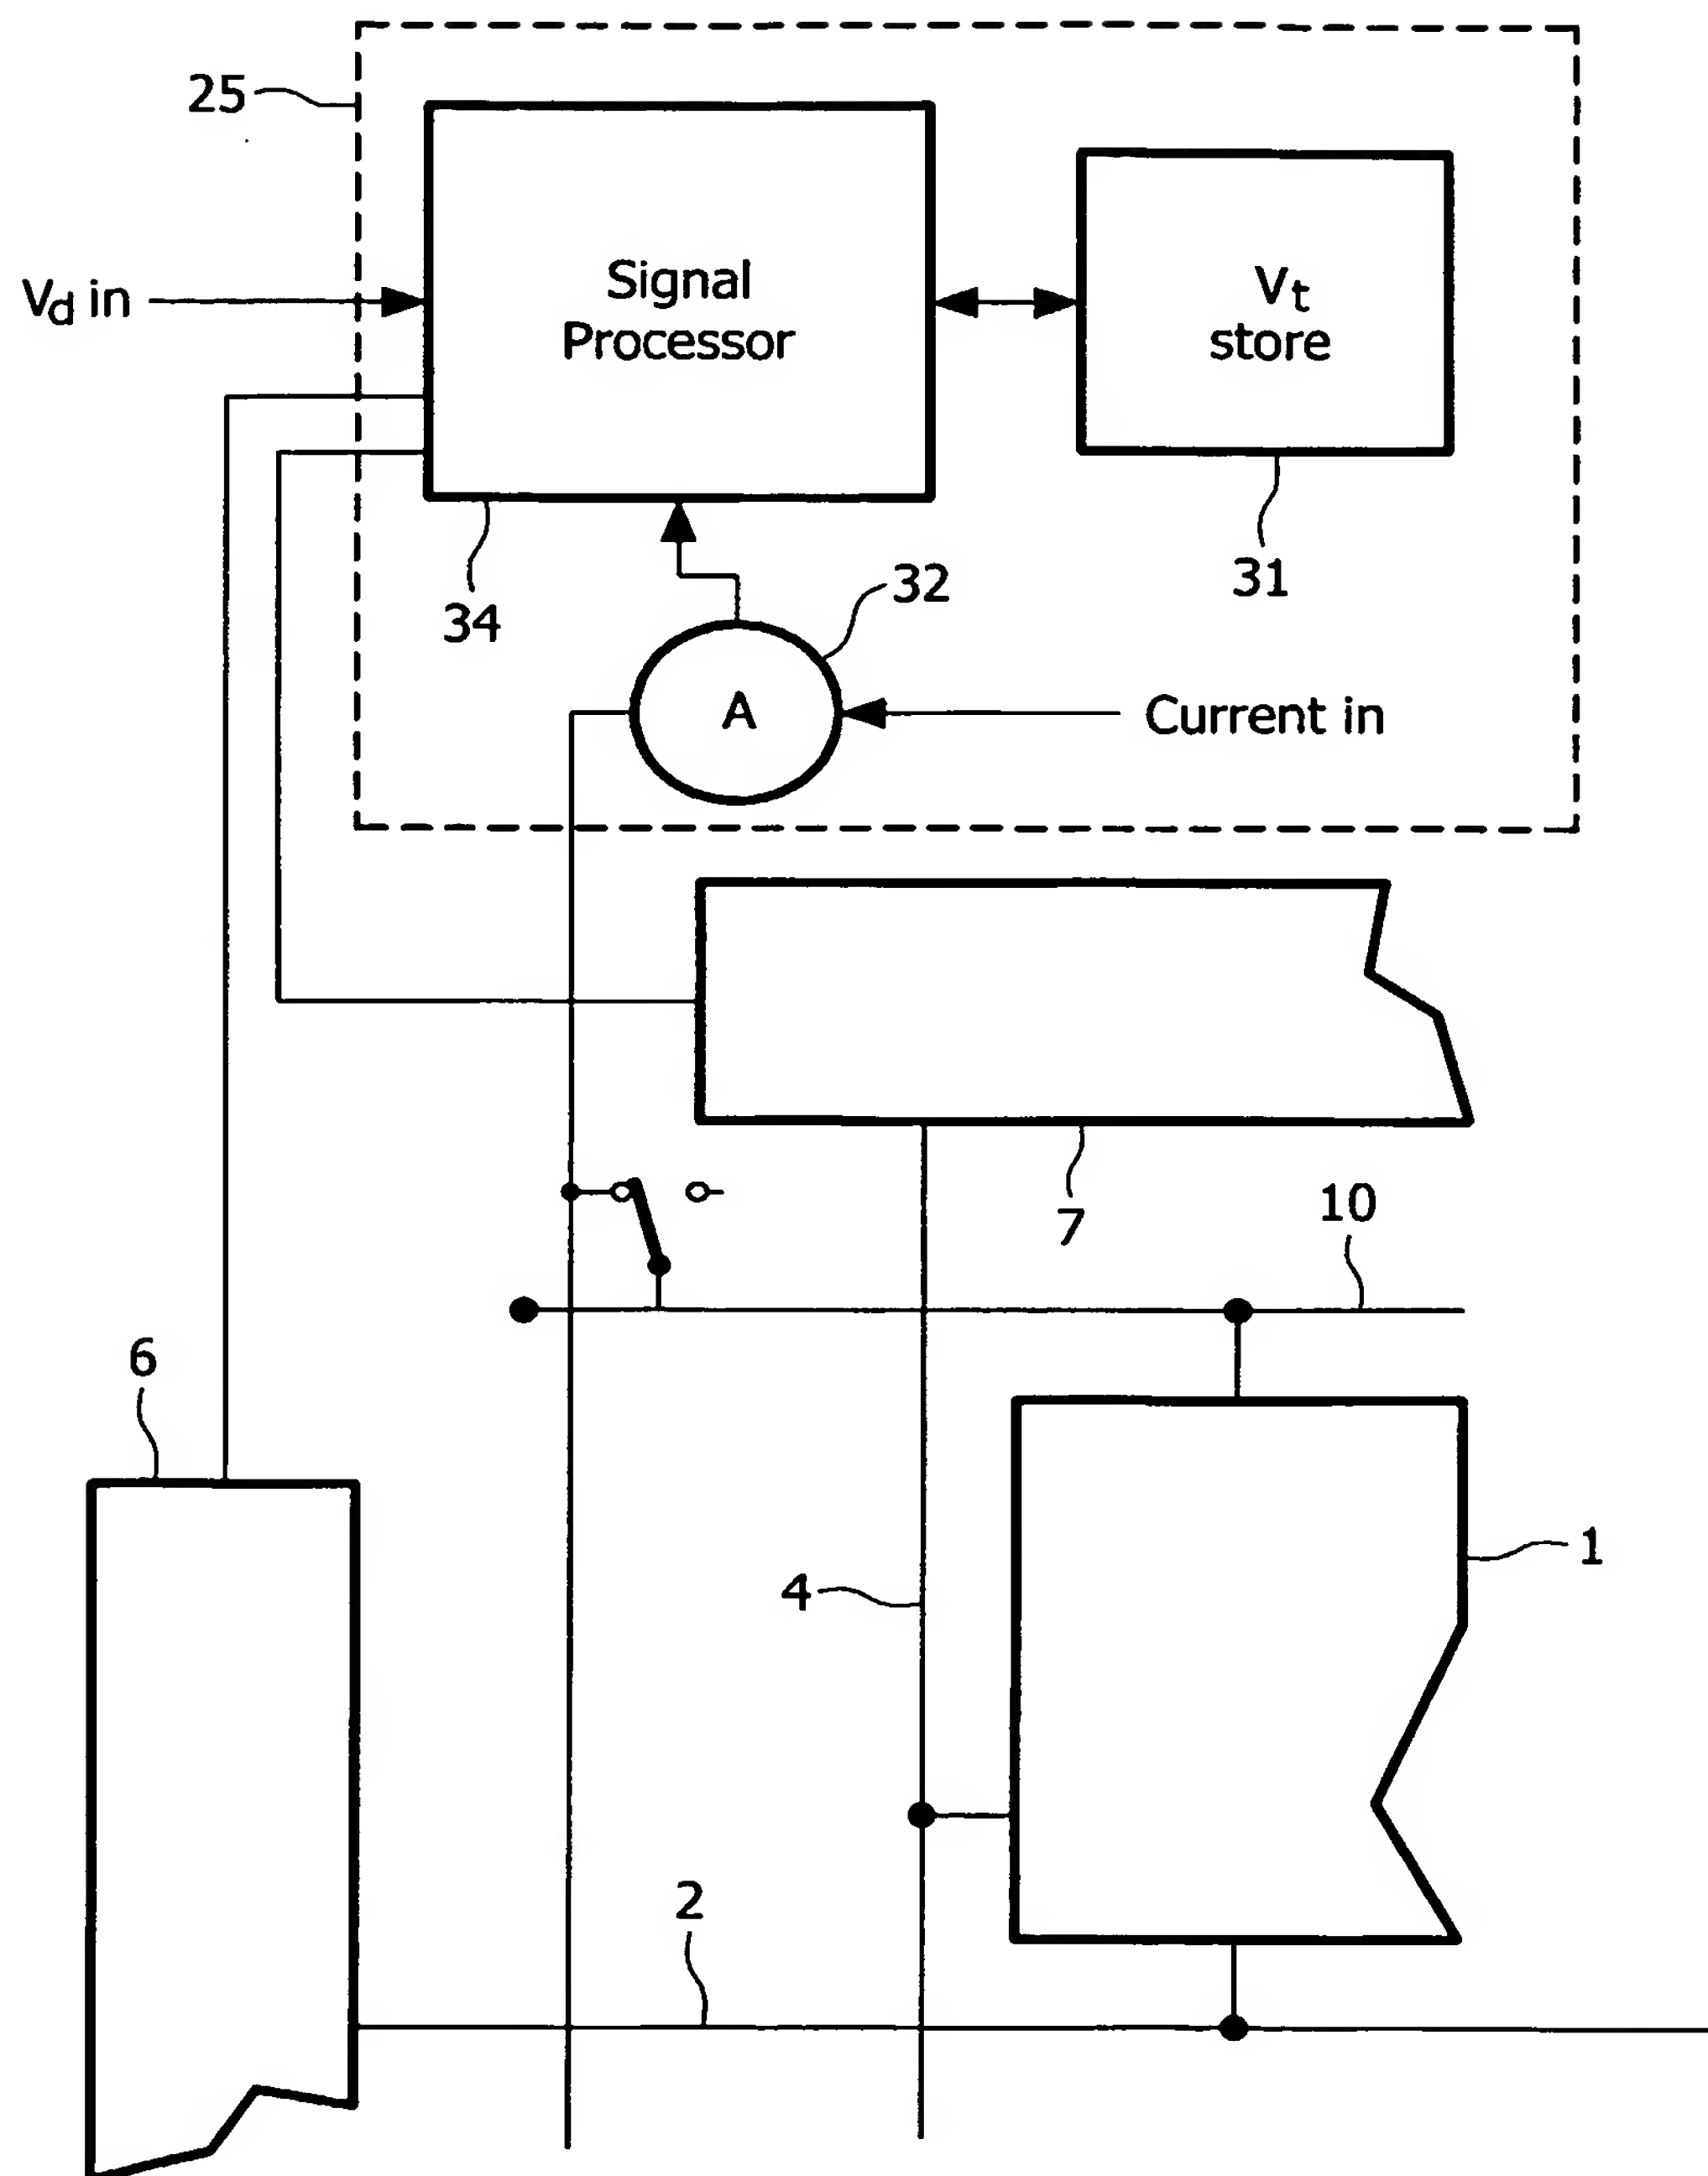 25
Signal
Processor
Vt
store
Vd in
34
32
31
A
Current in
7
10
6
1
4
2